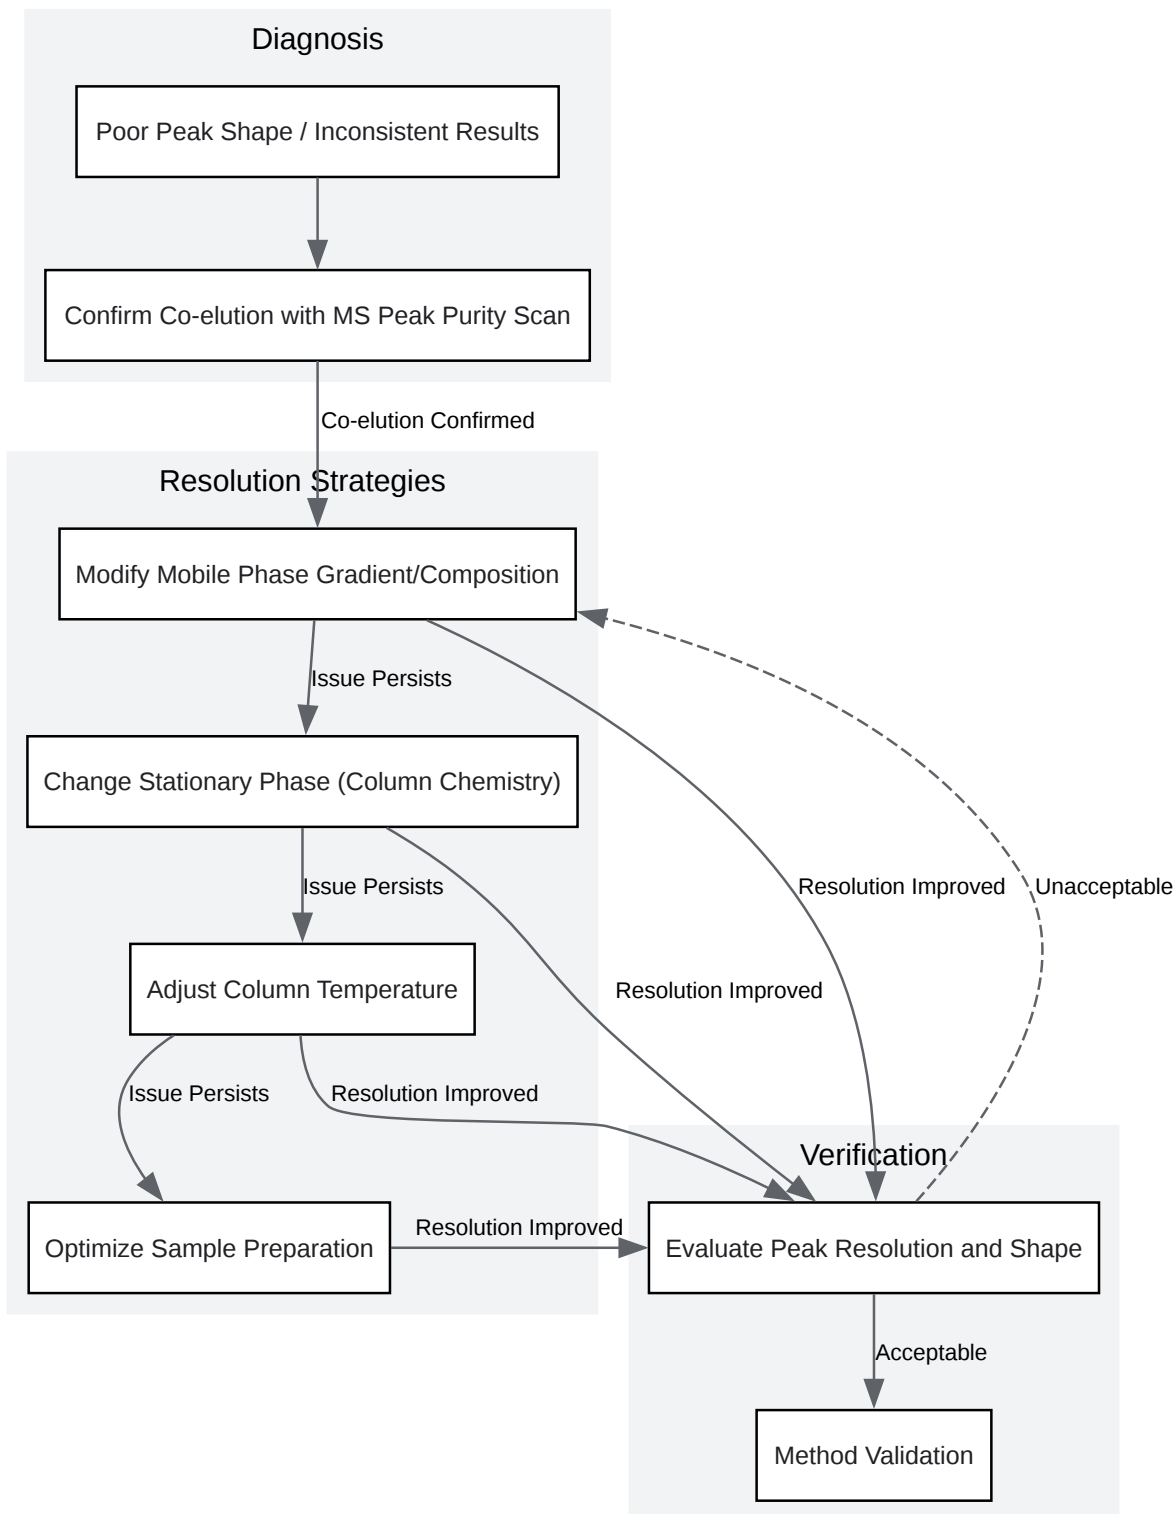 Diagnosis
Poor Peak Shape / Inconsistent Results
Confirm Co-elution with MS Peak Purity Scan
Co-elution Confirmed
Resolution Strategies
Modify Mobile Phase Gradient/Composition
Issue Persists
Change Stationary Phase (Column Chemistry)
Issue Persists
Resolution Improved
Unacceptable
Adjust Column Temperature
Resolution Improved
Issue Persists
Resolution Improved
Verification
Optimize Sample Preparation
Resolution Improved
Evaluate Peak Resolution and Shape
Acceptable
Method Validation